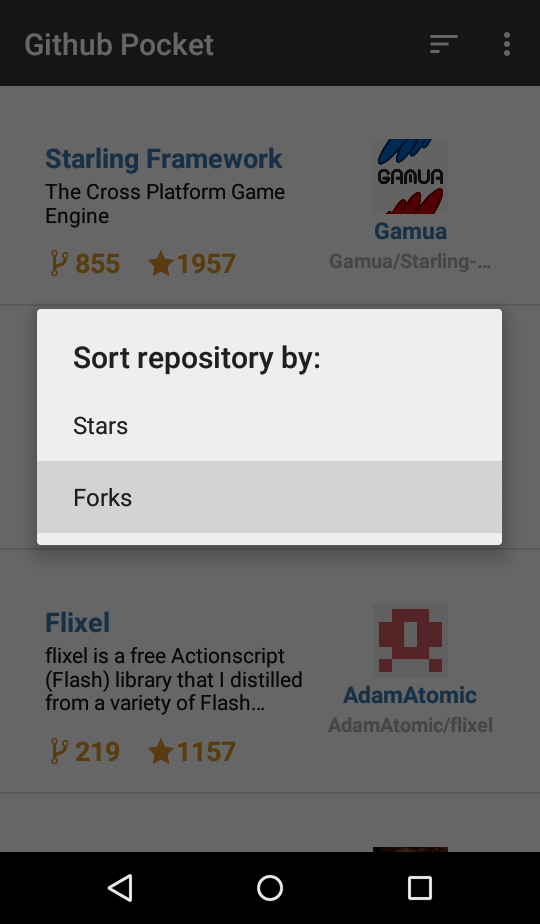 Github Pocket
Starling Framework
The Cross Platform Game
Engine
855 1957
GAMUA
Gamua
Gamua/Starling-...
Sort repository by:
Stars
Forks
Flixel
flixel is a free Actionscript
(Flash) library that I distilled
from a variety of Flash...
219 1157
AdamAtomic
AdamAtomic/flixel